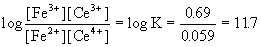 log [Fe³⁺][Ce³⁺] / [Fe²⁺][Ce⁴⁺] = log K = 0.69 / 0.059 = 11.7